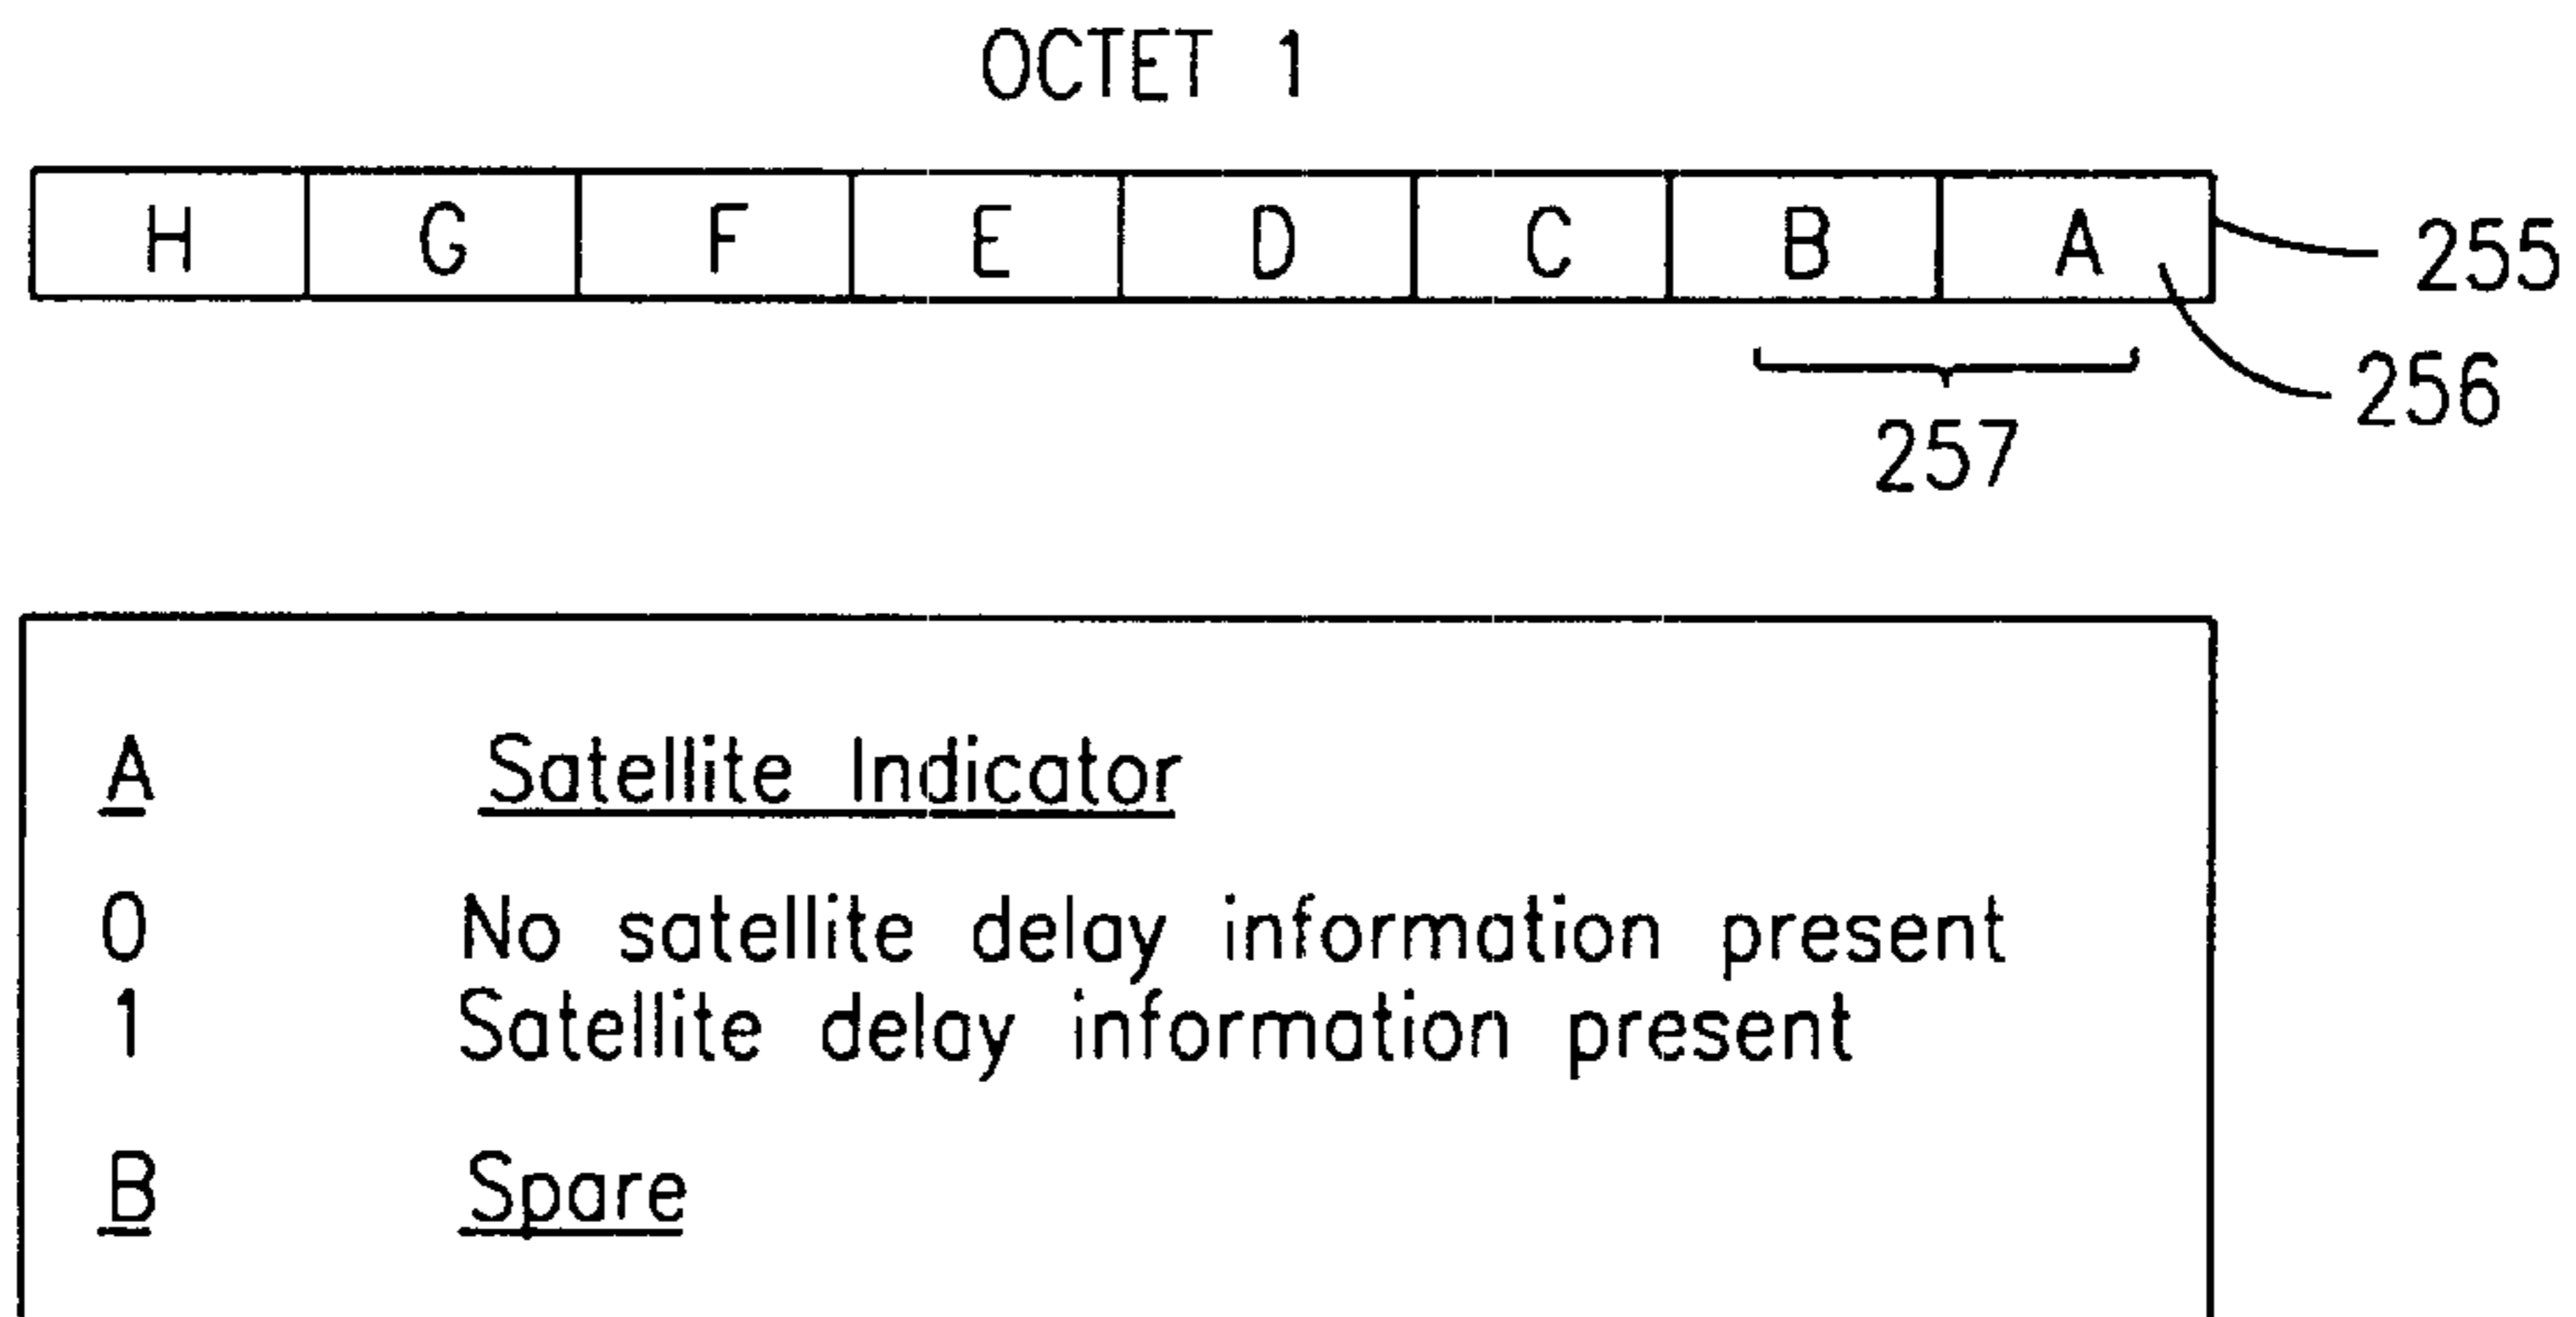 OCTET 1
H G F E D C B A
255
256
257
A Satellite Indicator
0 No satellite delay information present
1 Satellite delay information present
B Spare